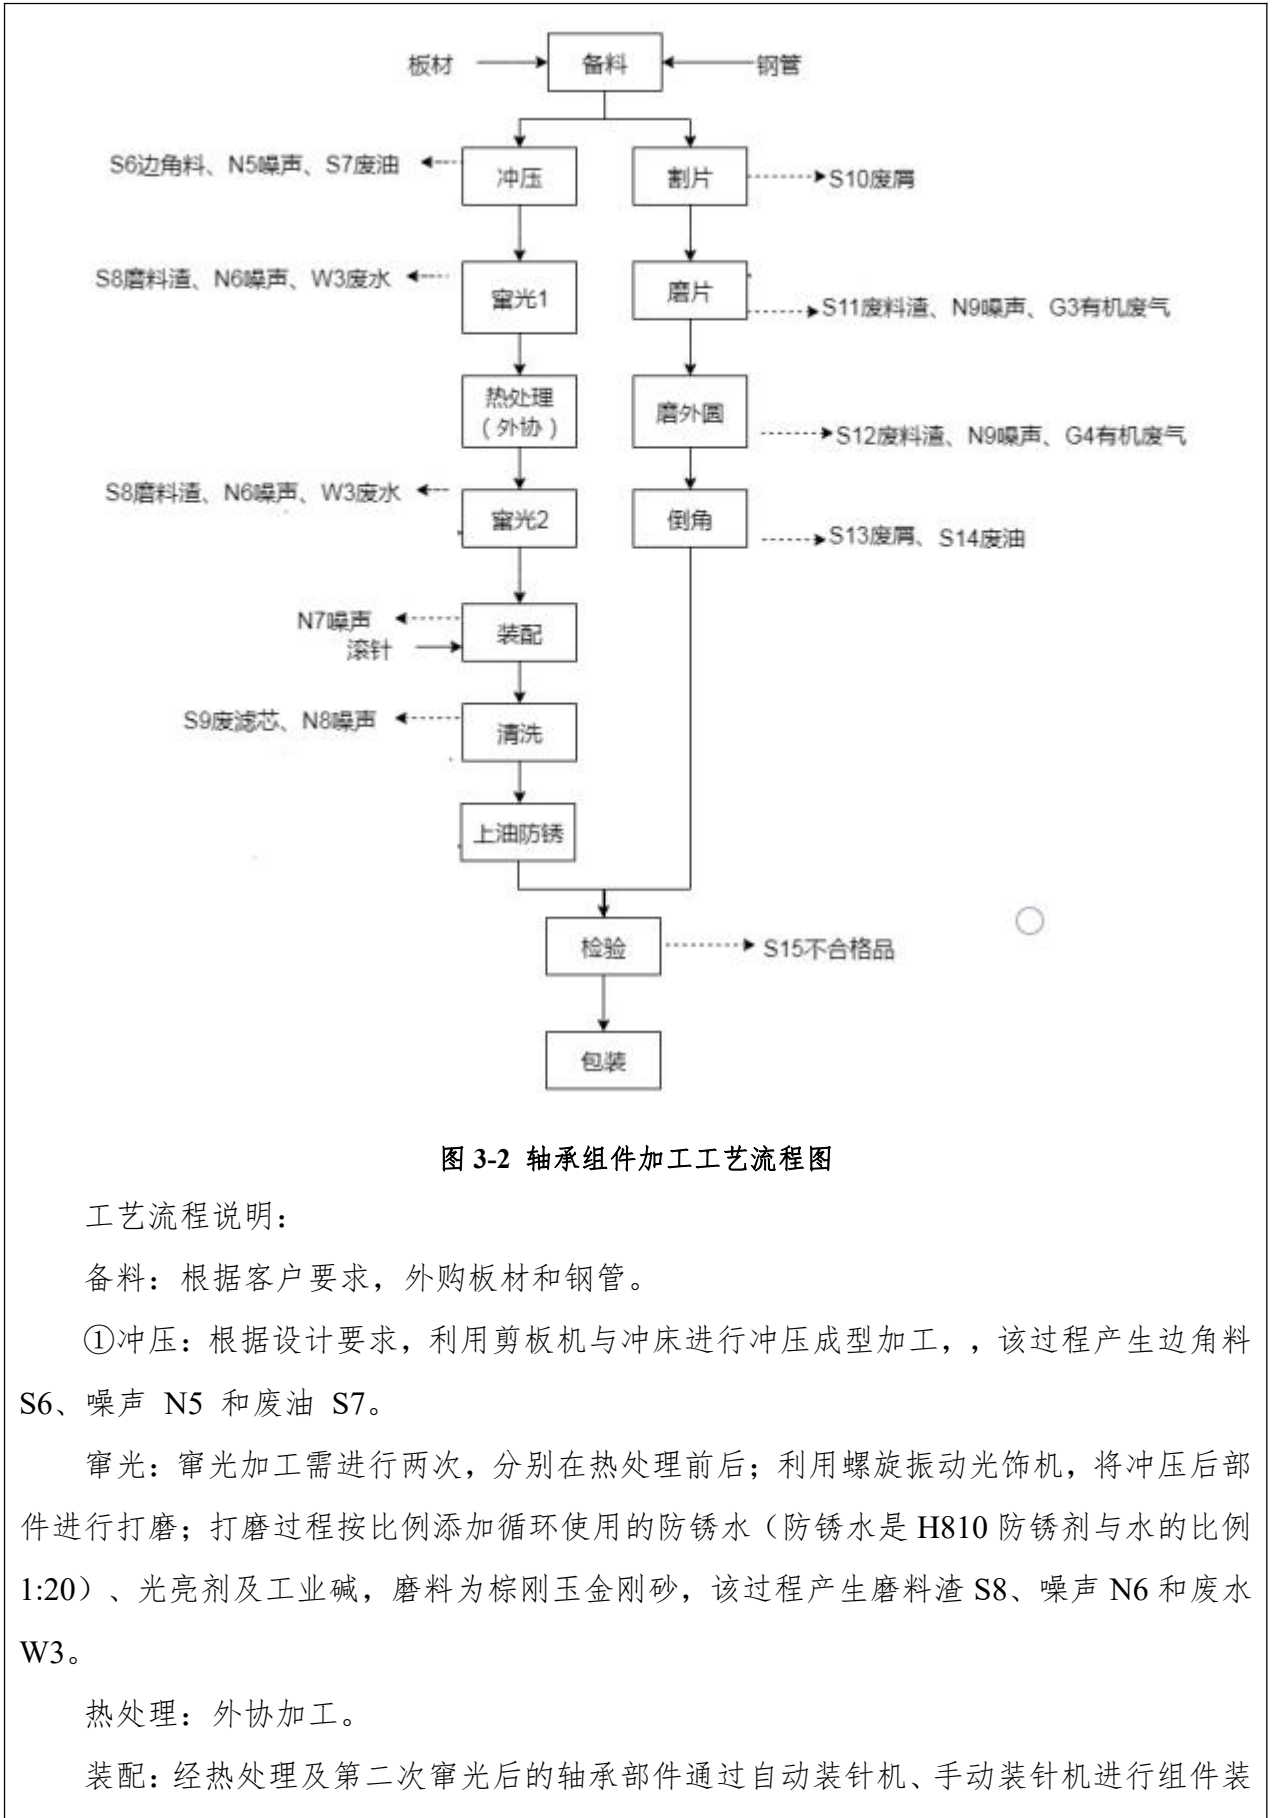 板材
备料
钢管
S6边角料、N5噪声、S7废油
冲压
割片
S10废屑
S8磨料渣、N6噪声、W3废水
窜光1
磨片
S11废料渣、N9噪声、G3有机废气
热处理
（外协）
磨外圆
S12废料渣、N9噪声、G4有机废气
S8磨料渣、N6噪声、W3废水
窜光2
倒角
S13废屑、S14废油
N7噪声
滚针
装配
S9废滤芯、N8噪声
清洗
上油防锈
检验
S15不合格品
包装
图 3-2 轴承组件加工工艺流程图
工艺流程说明：
备料：根据客户要求，外购板材和钢管。
①冲压：根据设计要求，利用剪板机与冲床进行冲压成型加工，，该过程产生边角料
S6、噪声 N5 和废油 S7。
窜光：窜光加工需进行两次，分别在热处理前后；利用螺旋振动光饰机，将冲压后部
件进行打磨；打磨过程按比例添加循环使用的防锈水（防锈水是 H810 防锈剂与水的比例
1:20）、光亮剂及工业碱，磨料为棕刚玉金刚砂，该过程产生磨料渣 S8、噪声 N6 和废水
W3。
热处理：外协加工。
装配：经热处理及第二次窜光后的轴承部件通过自动装针机、手动装针机进行组件装